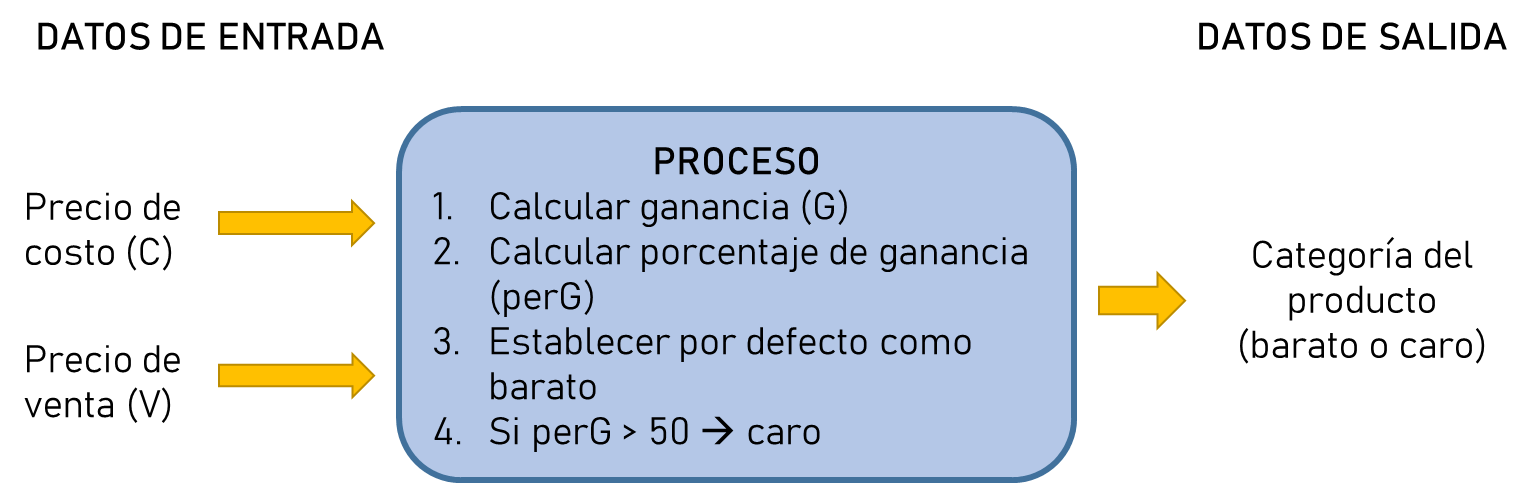 DATOS DE ENTRADA
DATOS DE SALIDA
Precio de
costo (C)
Precio de
venta (V)
PROCESO
1. Calcular ganancia (G)
2. Calcular porcentaje de ganancia
(perG)
3. Establecer por defecto como
barato
4. Si perG > 50 → caro
Categoría del
producto
(barato o caro)